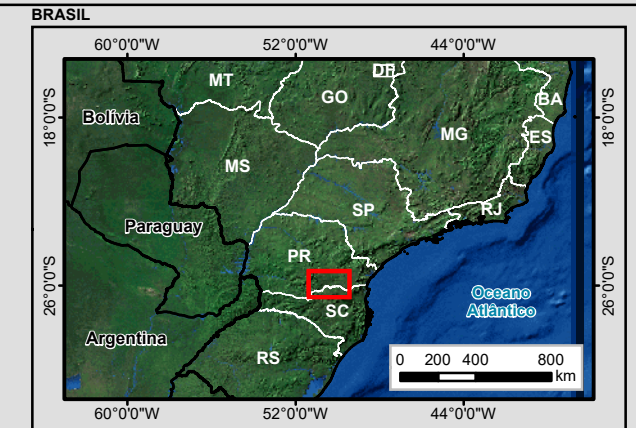 BRASIL
60°0'0"W 52°0'0"W 44°0'0"W
18°0'0"S
26°0'0"S
18°0'0"S
26°0'0"S
MT
DF
GO
BA
Bolívia
MG
ES
MS
SP
RJ
Paraguay
PR
Oceano
Atlântico
SC
Argentina
RS
0 200 400 800
km
60°0'0"W 52°0'0"W 44°0'0"W